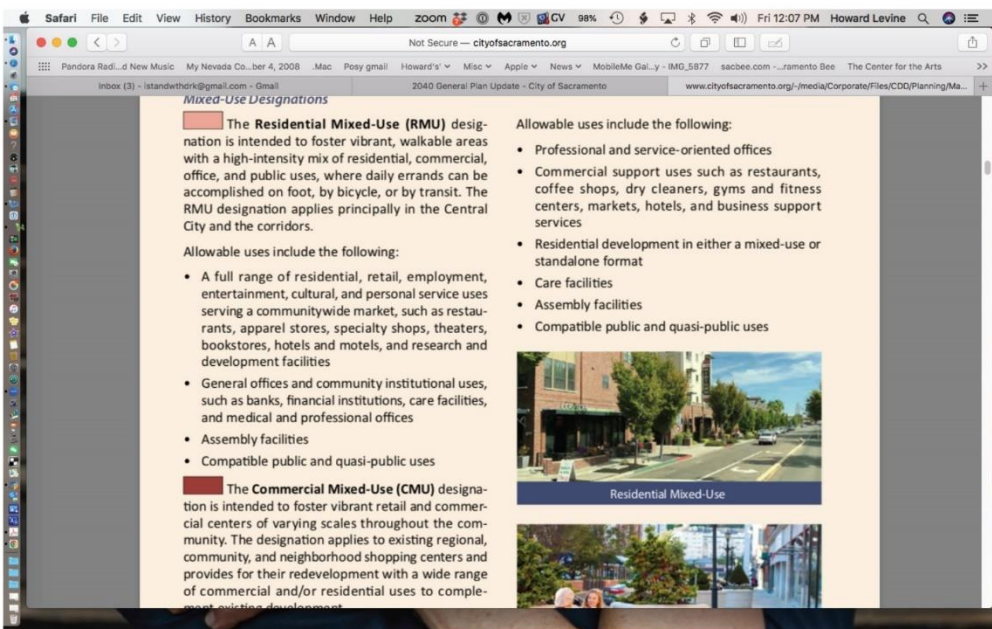 Safari File Edit View History Bookmarks Window Help zoom GV 98% Fri 12:07 PM Howard Levine
Not Secure — cityofsacramento.org
Pandora Radi...d New Music My Nevada Co...ber 4, 2008 .Mac Posy gmail Howard's' Misc Apple News MobileMe Gal...y - IMG_5877 sacbee.com -...ramento Bee The Center for the Arts
Inbox (3) - istandwthdrk@gmail.com - Gmail 2040 General Plan Update - City of Sacramento www.cityofsacramento.org/-/media/Corporate/Files/CDD/Planning/Ma...
Mixed-Use Designations
The Residential Mixed-Use (RMU) desig-
nation is intended to foster vibrant, walkable areas
with a high-intensity mix of residential, commercial,
office, and public uses, where daily errands can be
accomplished on foot, by bicycle, or by transit. The
RMU designation applies principally in the Central
City and the corridors.
Allowable uses include the following:
• A full range of residential, retail, employment,
entertainment, cultural, and personal service uses
serving a communitywide market, such as restau-
rants, apparel stores, specialty shops, theaters,
bookstores, hotels and motels, and research and
development facilities
• General offices and community institutional uses,
such as banks, financial institutions, care facilities,
and medical and professional offices
• Assembly facilities
• Compatible public and quasi-public uses
The Commercial Mixed-Use (CMU) designa-
tion is intended to foster vibrant retail and commer-
cial centers of varying scales throughout the com-
munity. The designation applies to existing regional,
community, and neighborhood shopping centers and
provides for their redevelopment with a wide range
of commercial and/or residential uses to comple-
ment existing development
Allowable uses include the following:
• Professional and service-oriented offices
• Commercial support uses such as restaurants,
coffee shops, dry cleaners, gyms and fitness
centers, markets, hotels, and business support
services
• Residential development in either a mixed-use or
standalone format
• Care facilities
• Assembly facilities
• Compatible public and quasi-public uses
Residential Mixed-Use